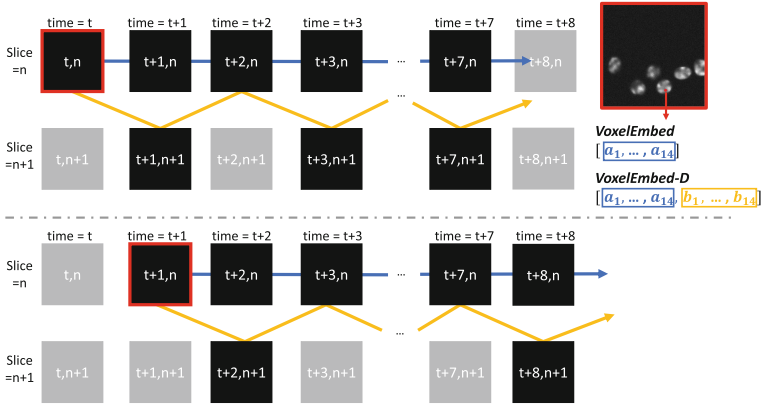 time = t time = t+1 time = t+2 time = t+3 time = t+7 time = t+8
Slice
=n
t,n t+1,n t+2,n t+3,n ... t+7,n t+8,n
...
Slice
=n+1
t,n+1 t+1,n+1 t+2,n+1 t+3,n+1 t+7,n+1 t+8,n+1
VoxelEmbed
[ a1, ... , a14 ]
VoxelEmbed-D
[ a1, ... , a14 , b1, ... , b14 ]
time = t time = t+1 time = t+2 time = t+3 time = t+7 time = t+8
Slice
=n
t,n t+1,n t+2,n t+3,n ... t+7,n t+8,n
...
Slice
=n+1
t,n+1 t+1,n+1 t+2,n+1 t+3,n+1 t+7,n+1 t+8,n+1